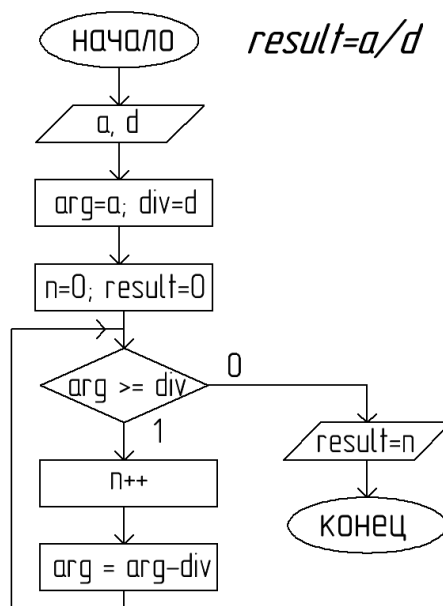 начало
result=a/d
a, d
arg=a; div=d
n=0; result=0
arg >= div
0
1
result=n
n++
конец
arg = arg-div